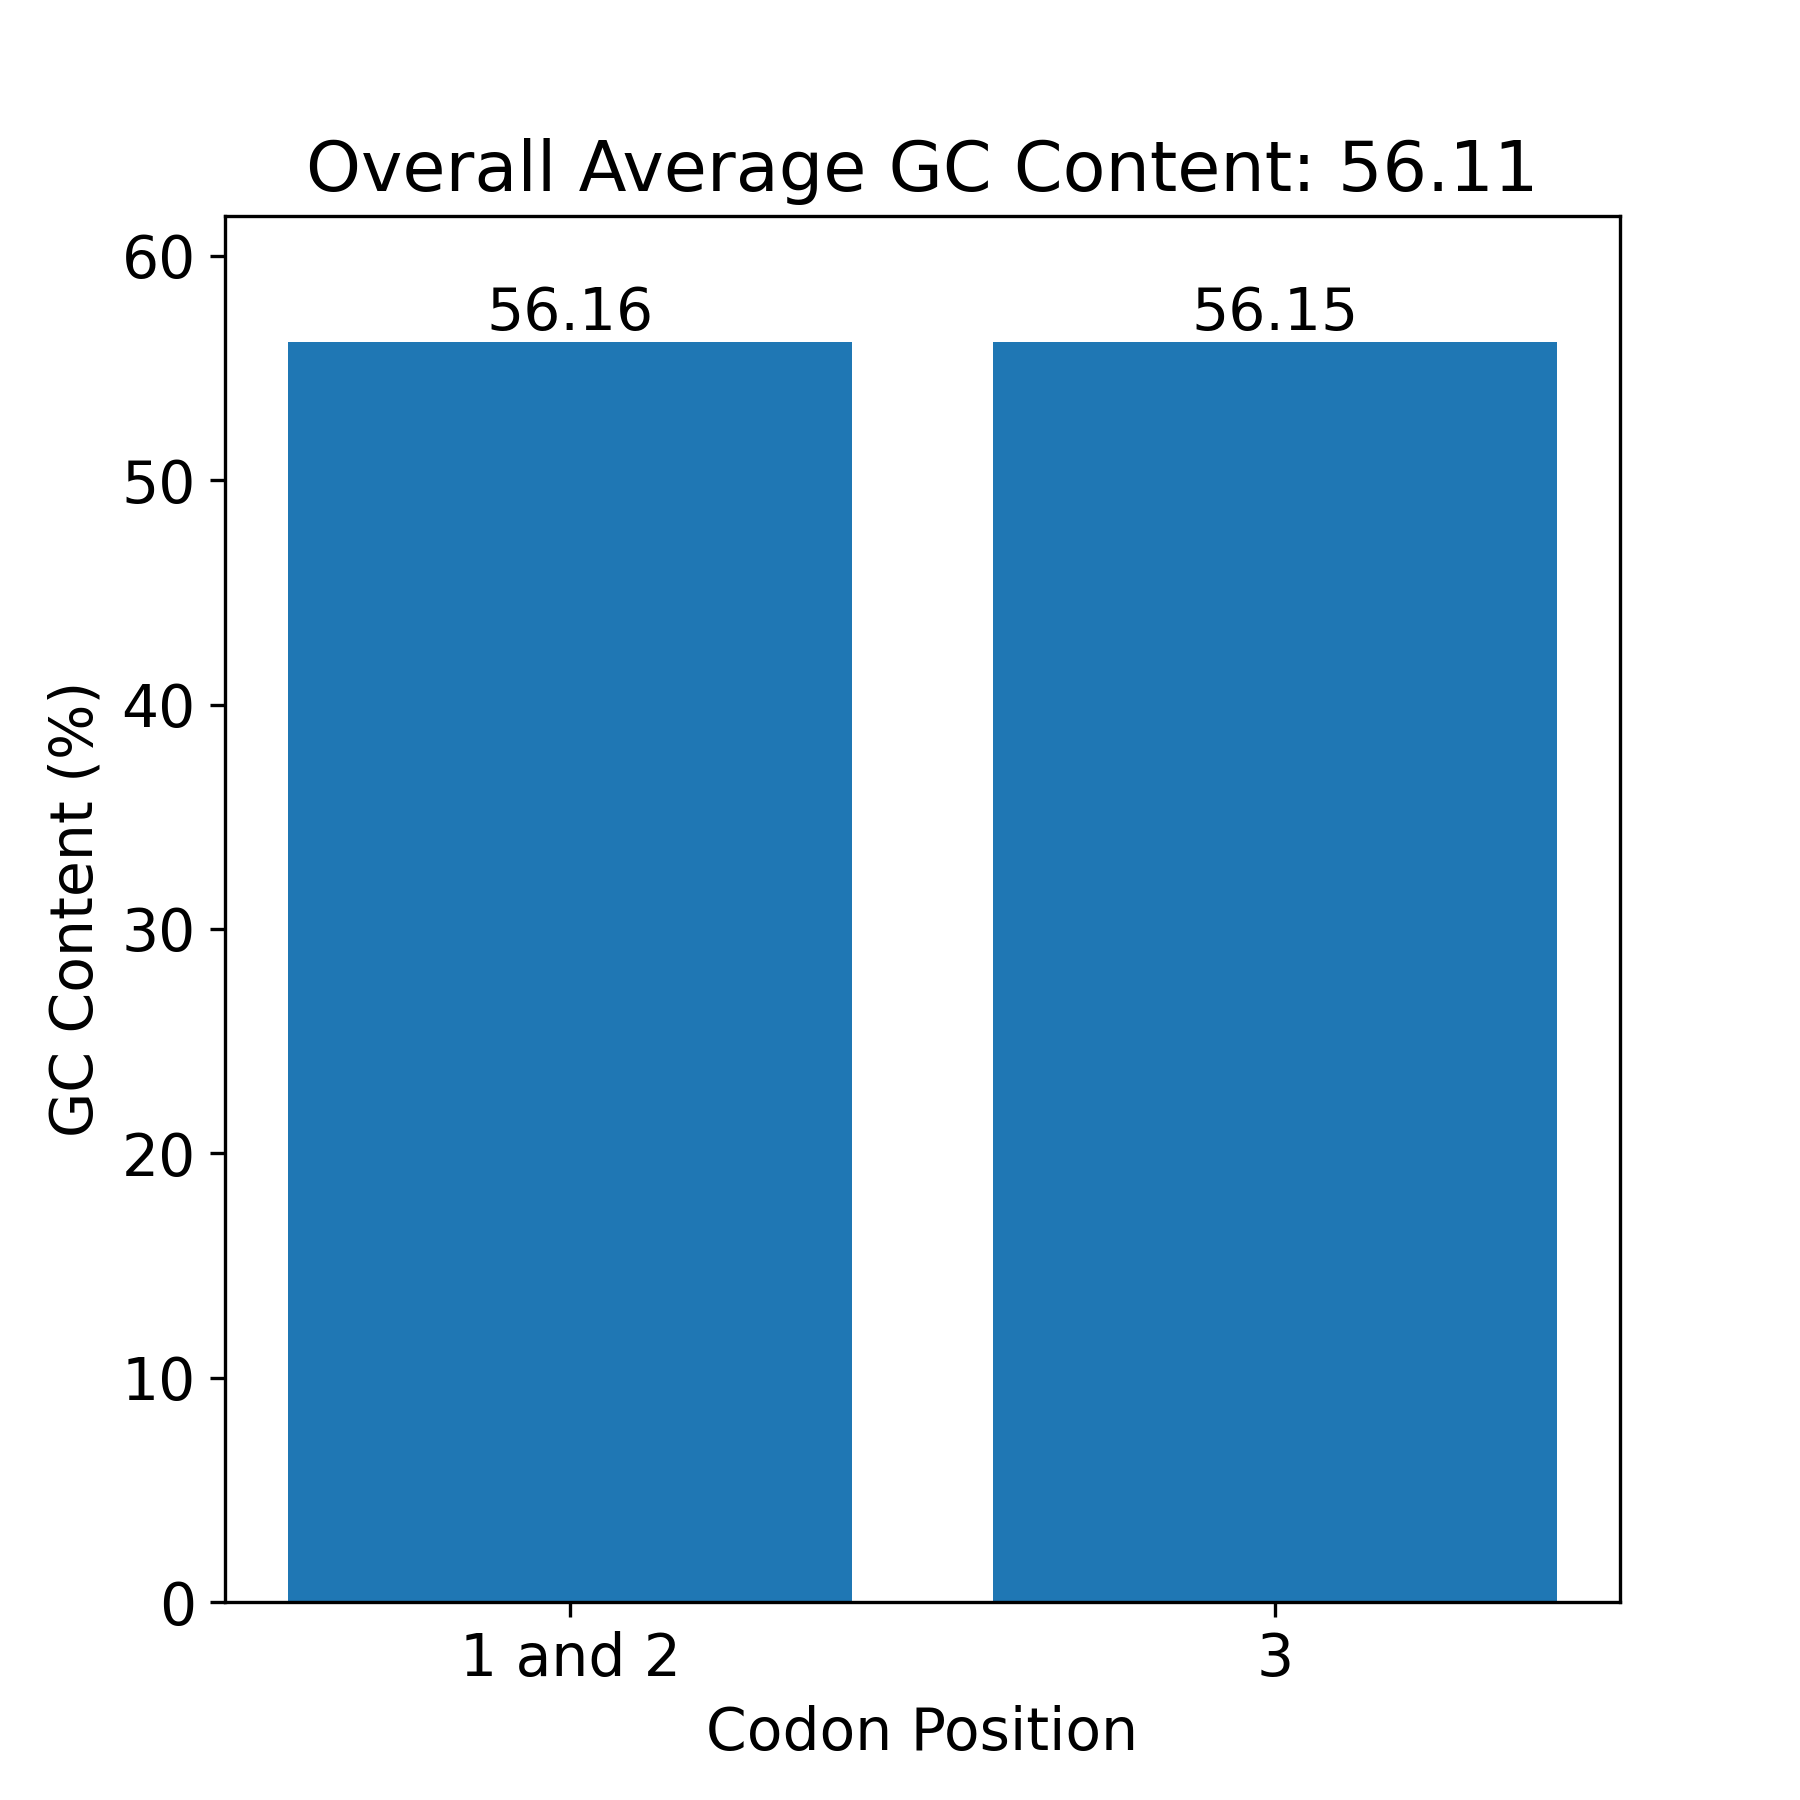 Overall Average GC Content: 56.11
60
50
40
30
20
10
0
GC Content (%)
56.16
56.15
1 and 2
3
Codon Position